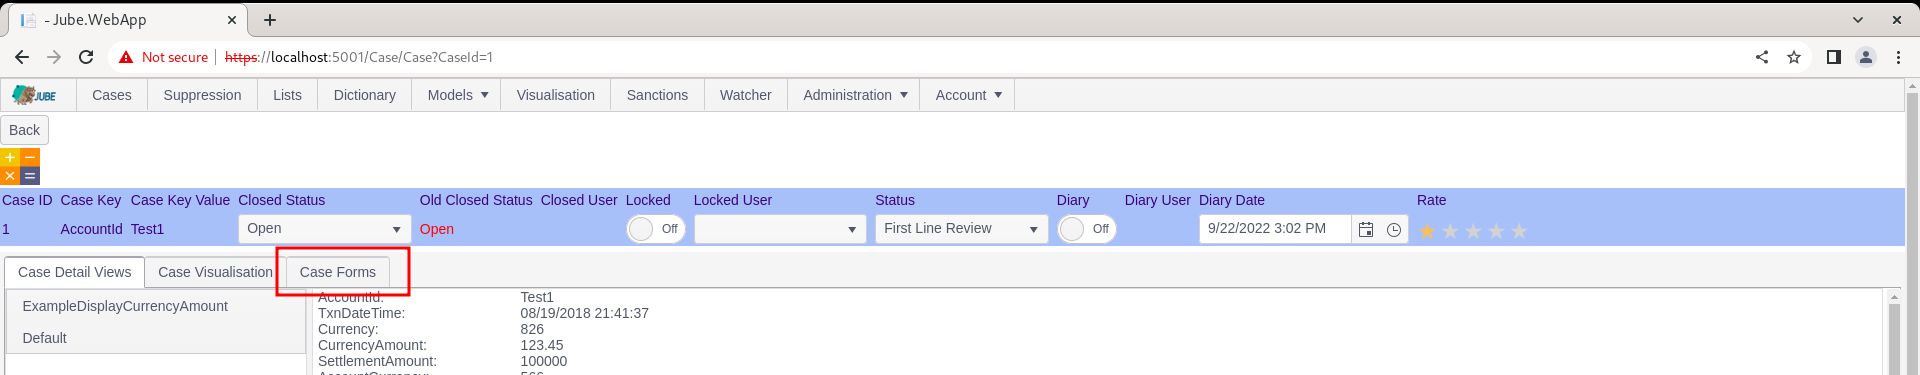 - Jube.WebApp
Not secure https://localhost:5001/Case/Case?CaseId=1
JUBE Cases Suppression Lists Dictionary Models Visualisation Sanctions Watcher Administration Account
Back
+ −
× =
Case ID Case Key Case Key Value Closed Status Old Closed Status Closed User Locked Locked User Status Diary Diary User Diary Date Rate
1 AccountId Test1 Open Open Off First Line Review Off 9/22/2022 3:02 PM
Case Detail Views Case Visualisation Case Forms
ExampleDisplayCurrencyAmount
Default
AccountId: Test1
TxnDateTime: 08/19/2018 21:41:37
Currency: 826
CurrencyAmount: 123.45
SettlementAmount: 100000
AccountCurrency: 566